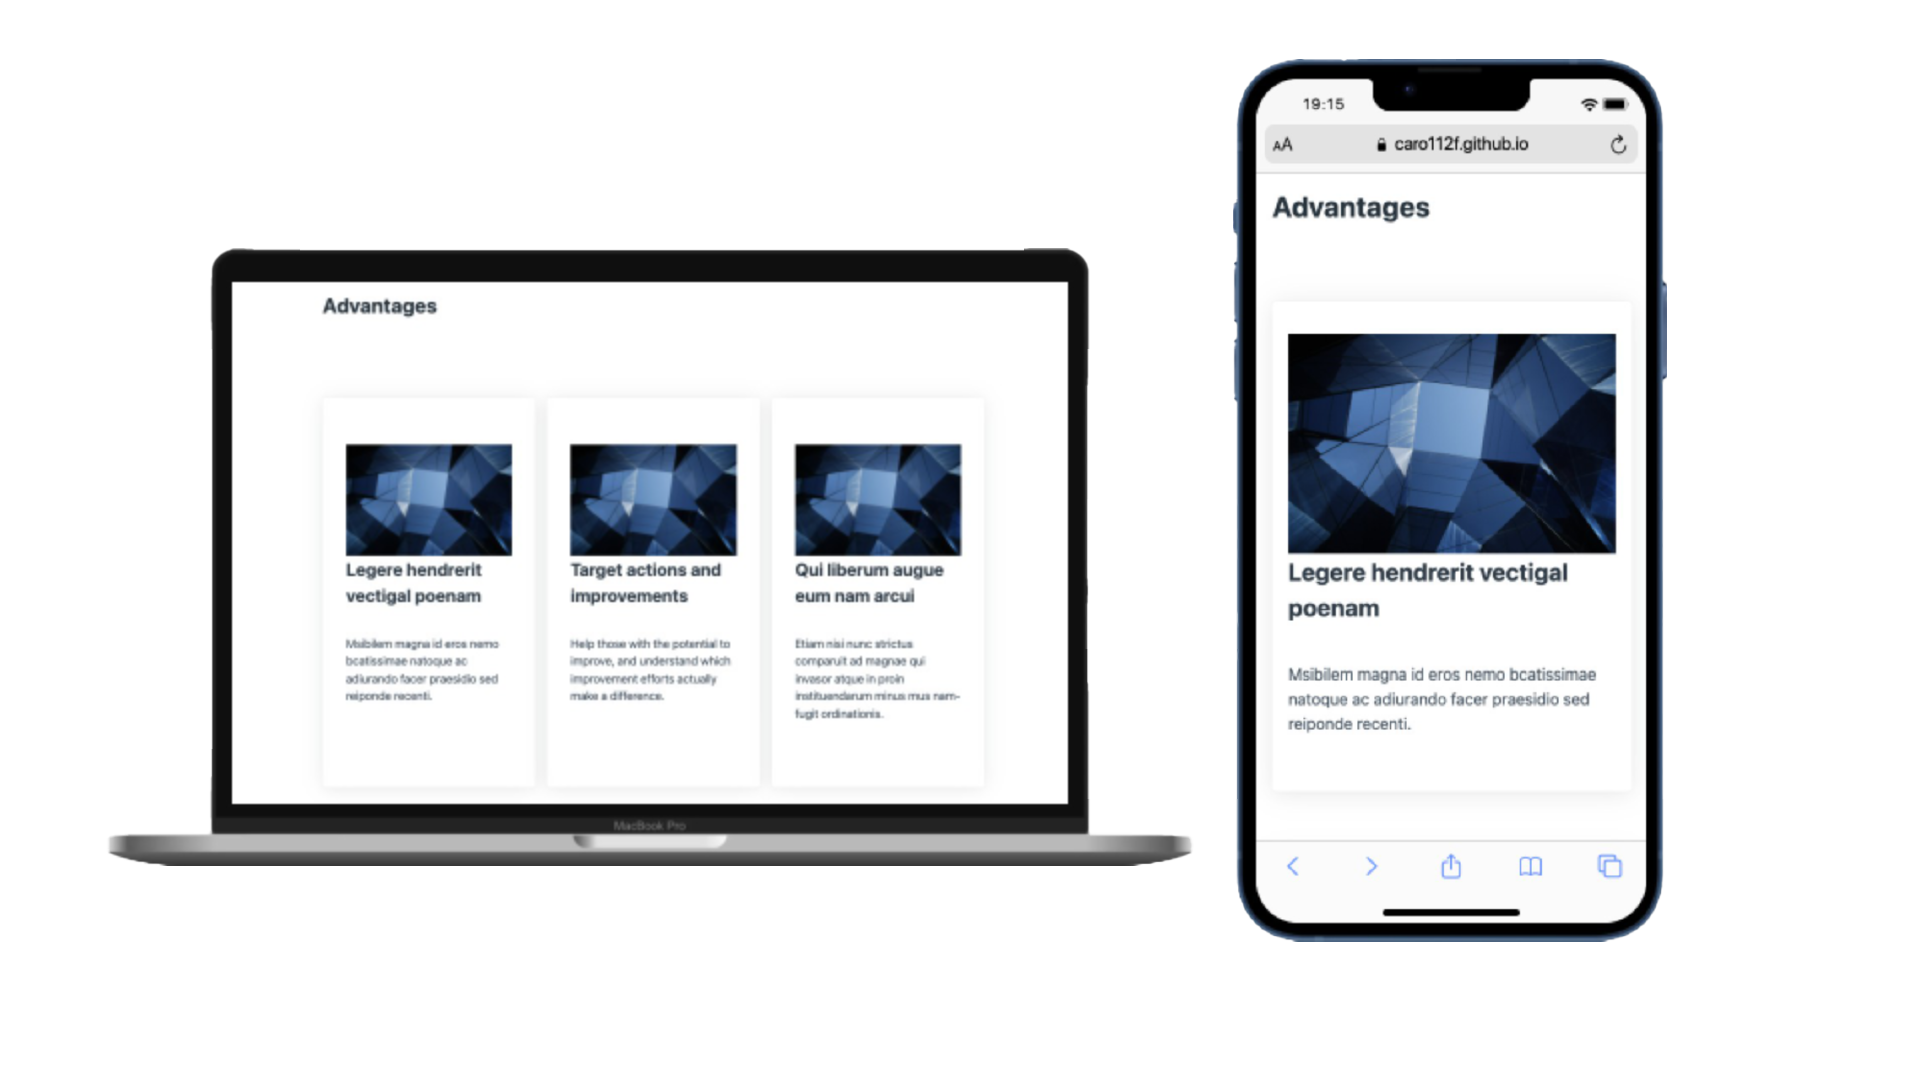 Advantages
Legere hendrerit
vectigal poenam
Msibilem magna id eros nemo
bcatissimae natoque ac
adiurando facer praesidio sed
reiponde recenti.
Target actions and
improvements
Help those with the potential to
improve, and understand which
improvement efforts actually
make a difference.
Qui liberum augue
eum nam arcui
Etiam nisi nunc strictus
comparuit ad magnae qui
invasor atque in proin
instituendarum minus mus nam-
fugit ordinationis.
MacBook Pro
19:15
AA
caro112f.github.io
Advantages
Legere hendrerit vectigal
poenam
Msibilem magna id eros nemo bcatissimae
natoque ac adiurando facer praesidio sed
reiponde recenti.